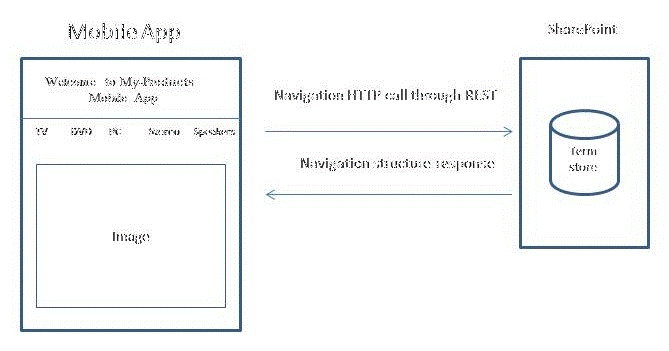 Mobile App
SharePoint
Welcome to My-Products
Mobile App
TV DVD PC Stereo Speakers
Image
Navigation HTTP call through REST
Navigation structure response
Term
store